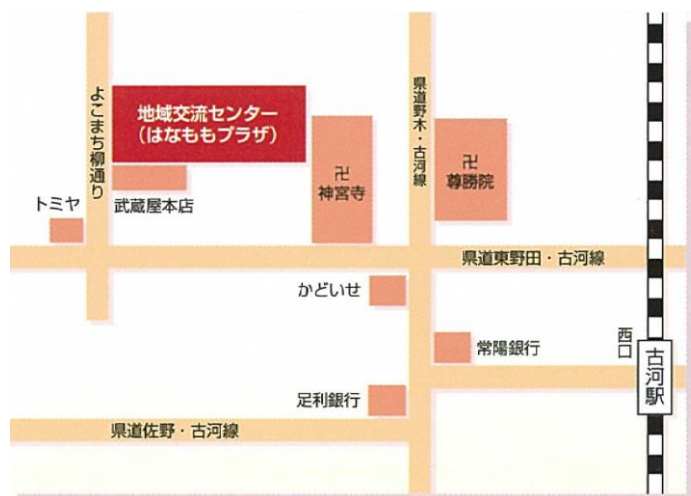 よこまち柳通り
地域交流センター
(はなももプラザ)
県道野木・古河線
卍
神宮寺
卍
尊勝院
トミヤ
武蔵屋本店
県道東野田・古河線
かどいせ
常陽銀行
西口
古河駅
足利銀行
県道佐野・古河線